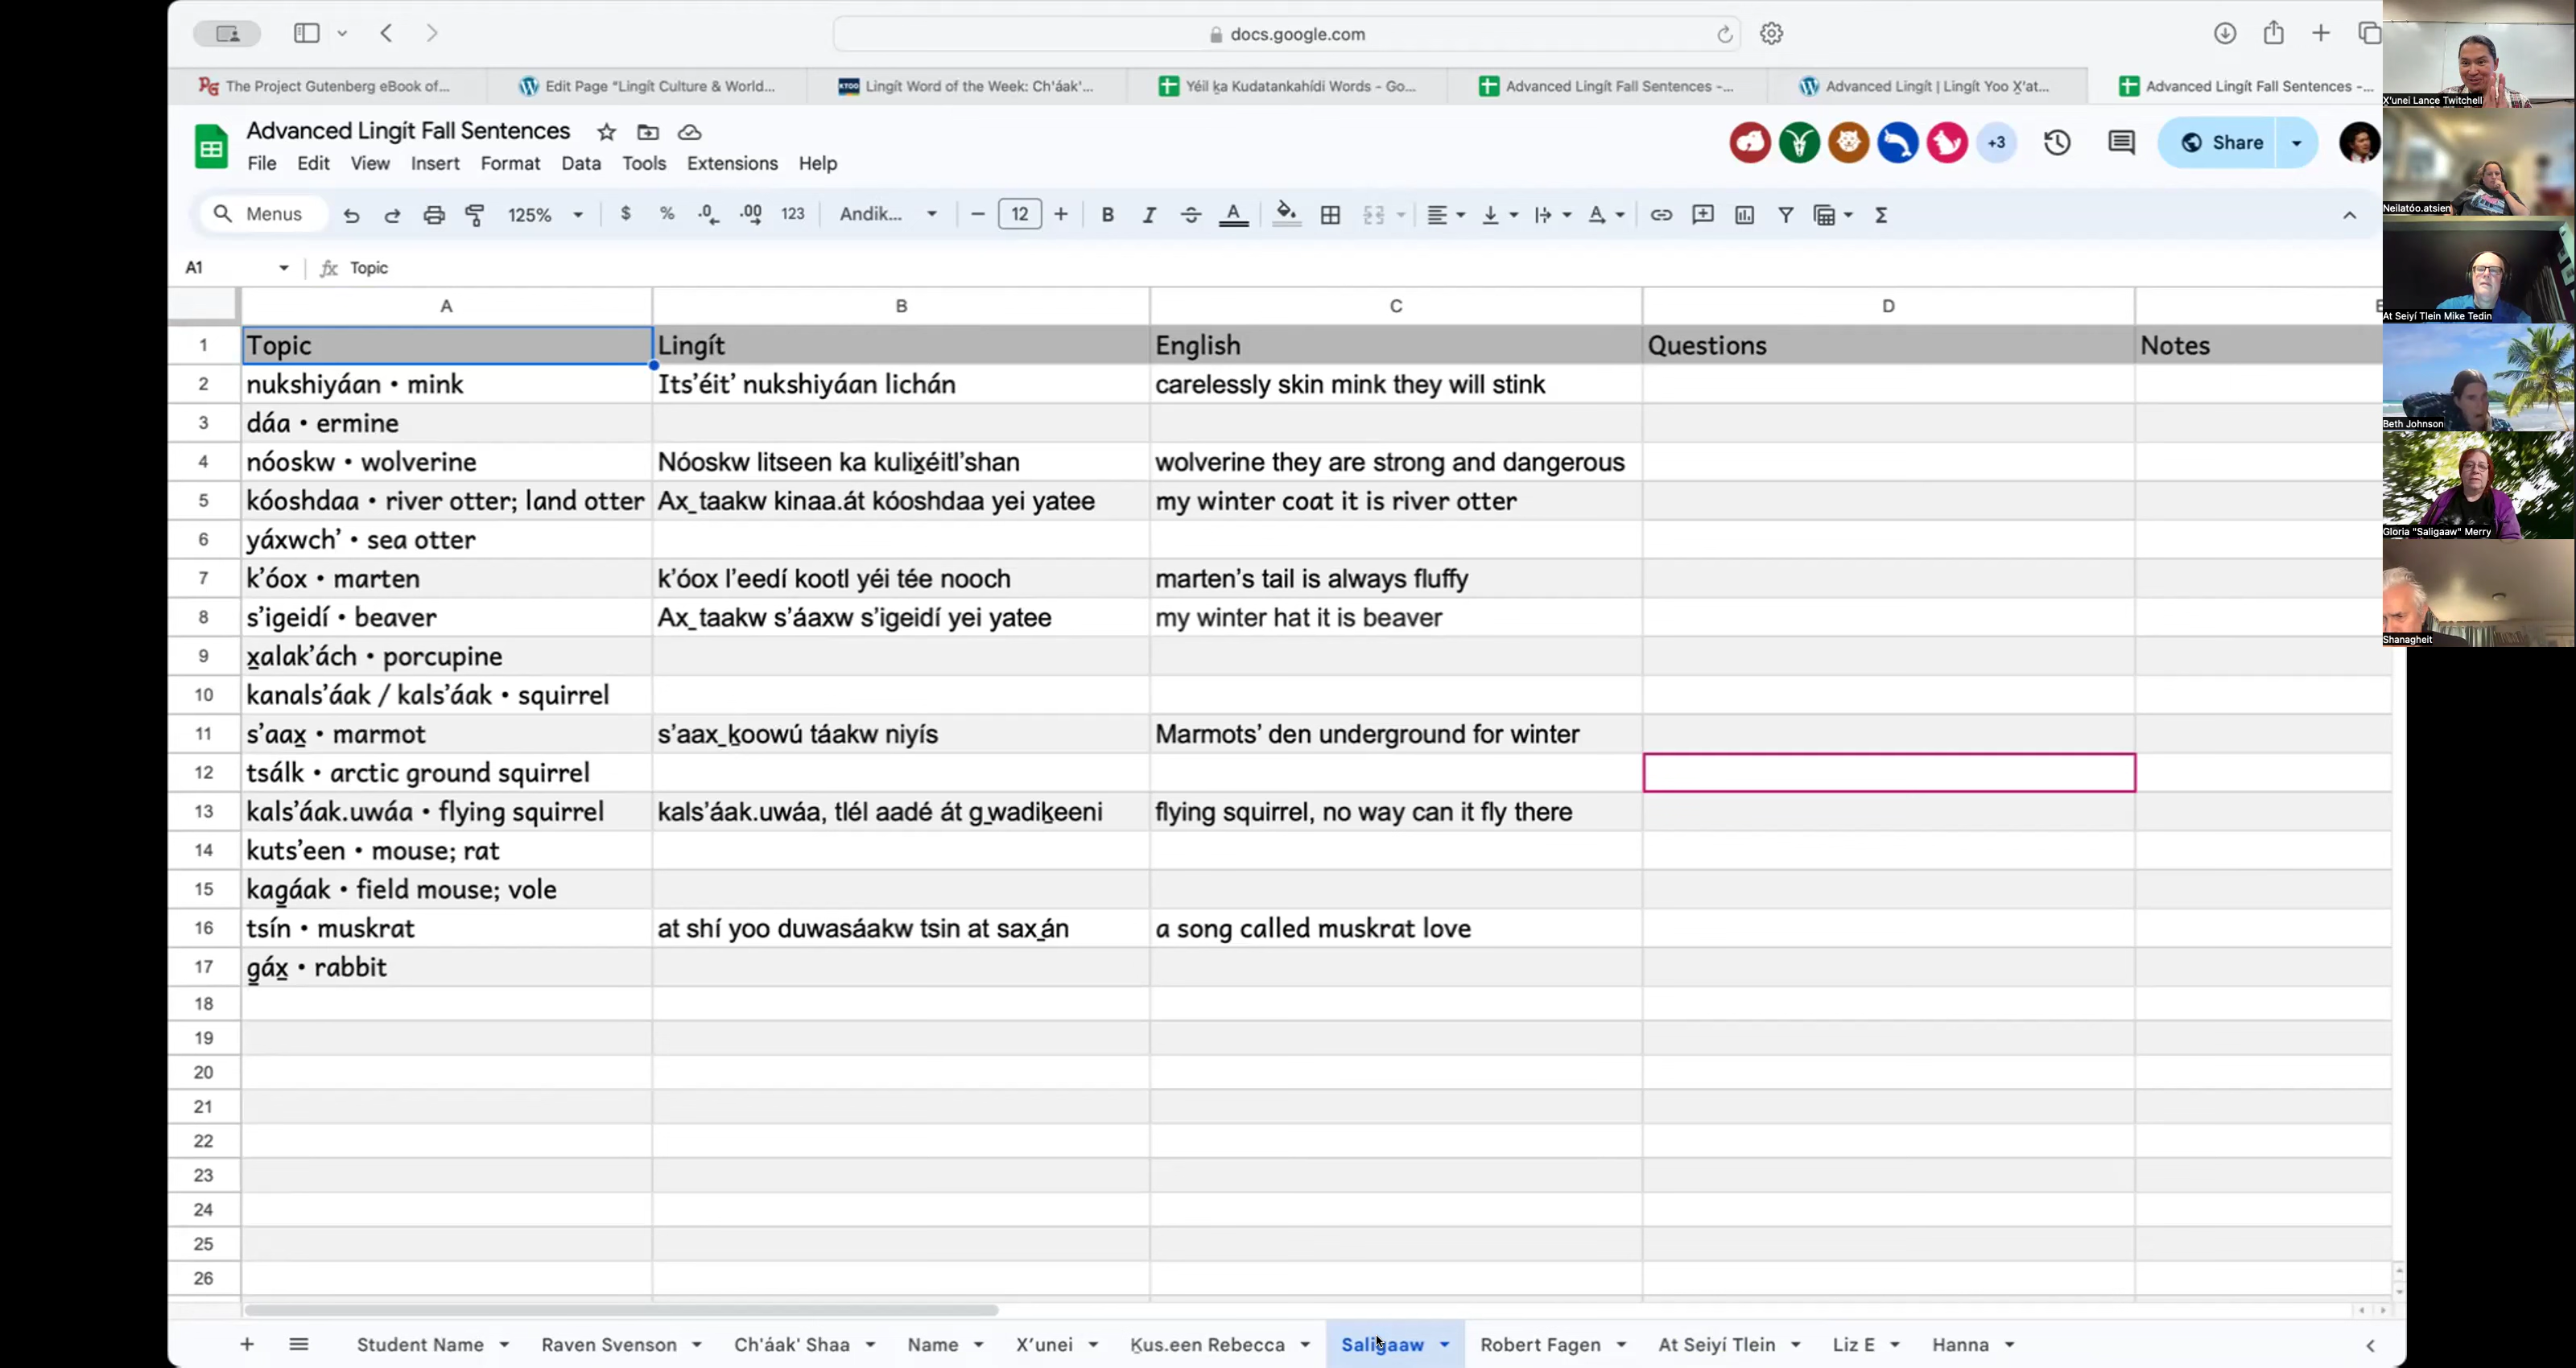 docs.google.com
The Project Gutenberg eBook of...
Edit Page "Lingít Culture & World...
KTOO Lingít Word of the Week: Ch'áak'...
Yéil ḵa Kudatankahídi Words - Go...
Advanced Lingít Fall Sentences -...
Advanced Lingít | Lingít Yoo X̱'at...
Advanced Lingít Fall Sentences -...
Advanced Lingít Fall Sentences
+3
Share
File Edit View Insert Format Data Tools Extensions Help
Menus 125% $ % .0 .00 123 Andik... 12
A1 Topic
A B C D
1 Topic Lingít English Questions Notes
2 nukshiyáan • mink Its’éit’ nukshiyáan lichán carelessly skin mink they will stink
3 dáa • ermine
4 nóoskw • wolverine Nóoskw litseen ka kulix̱éitl’shan wolverine they are strong and dangerous
5 kóoshdaa • river otter; land otter Ax_taakw kinaa.át kóoshdaa yei yatee my winter coat it is river otter
6 yáxwch’ • sea otter
7 k’óox • marten k’óox l’eedí kootl yéi tée nooch marten’s tail is always fluffy
8 s’igeidí • beaver Ax_taakw s’áaxw s’igeidí yei yatee my winter hat it is beaver
9 x̱alak’ách • porcupine
10 kanals’áak / kals’áak • squirrel
11 s’aax̱ • marmot s’aax_ḵoowú táakw niyís Marmots’ den underground for winter
12 tsálk • arctic ground squirrel
13 kals’áak.uwáa • flying squirrel kals’áak.uwáa, tlél aadé át g_wadiḵeeni flying squirrel, no way can it fly there
14 kuts’een • mouse; rat
15 kag̱áak • field mouse; vole
16 tsín • muskrat at shí yoo duwasáakw tsin at sax_án a song called muskrat love
17 g̱áx̱ • rabbit
18
19
20
21
22
23
24
25
26
Student Name Raven Svenson Ch'áak' Shaa Name X̱ʼunei Ḵus.een Rebecca Saligaaw Robert Fagen At Seiyí Tlein Liz E Hanna
X̱'unei Lance Twitchell
Neilatóo.atsien
At Seiyí Tlein Mike Tedin
Beth Johnson
Gloria "Saligaaw" Merry
Shanagheit